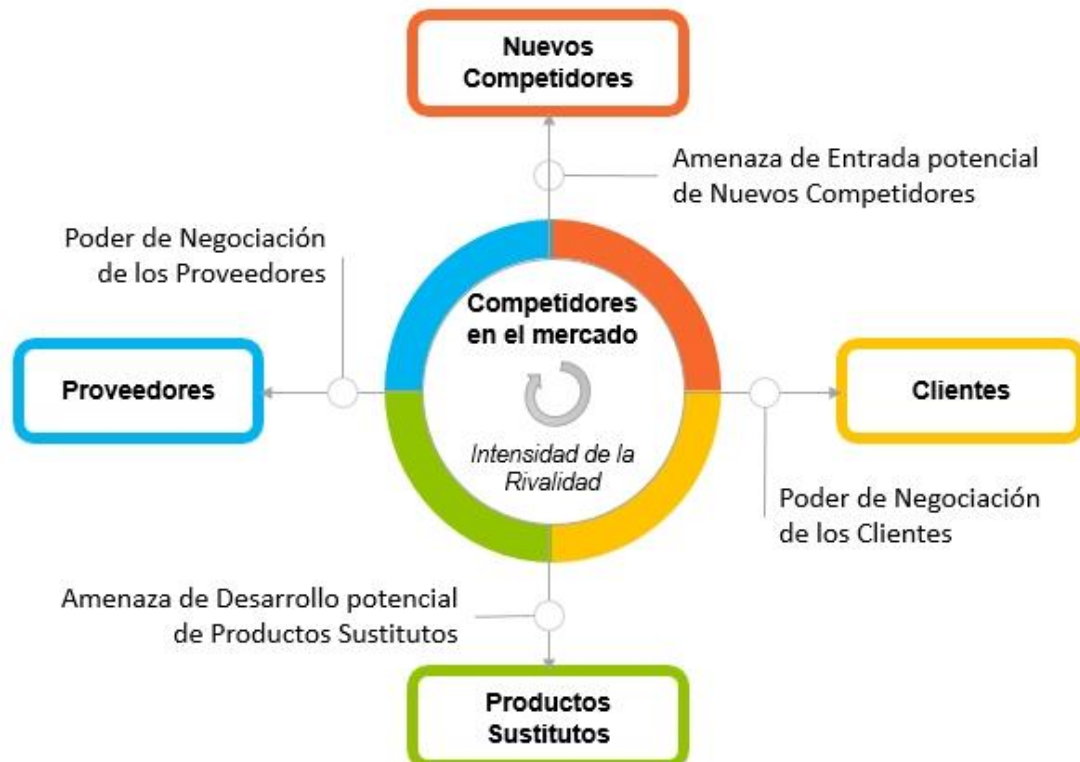 Nuevos
Competidores
Amenaza de Entrada potencial
de Nuevos Competidores
Poder de Negociación
de los Proveedores
Competidores
en el mercado
Proveedores
Clientes
Intensidad de la
Rivalidad
Poder de Negociación
de los Clientes
Amenaza de Desarrollo potencial
de Productos Sustitutos
Productos
Sustitutos